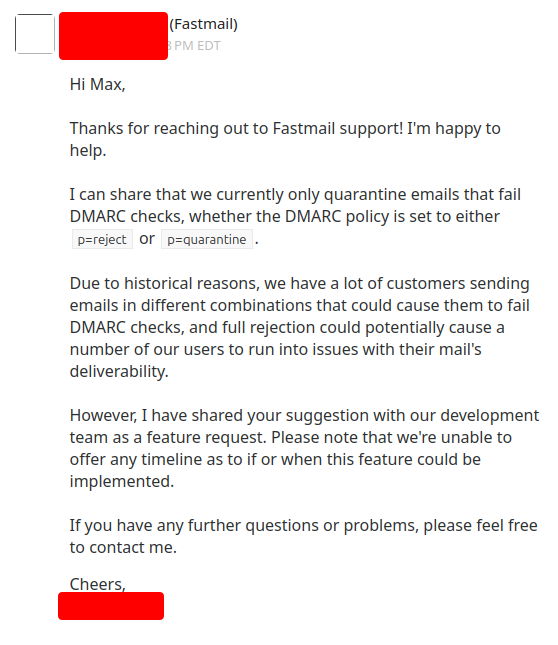 (Fastmail)
PM EDT
Hi Max,
Thanks for reaching out to Fastmail support! I'm happy to
help.
I can share that we currently only quarantine emails that fail
DMARC checks, whether the DMARC policy is set to either
p=reject or p=quarantine .
Due to historical reasons, we have a lot of customers sending
emails in different combinations that could cause them to fail
DMARC checks, and full rejection could potentially cause a
number of our users to run into issues with their mail's
deliverability.
However, I have shared your suggestion with our development
team as a feature request. Please note that we're unable to
offer any timeline as to if or when this feature could be
implemented.
If you have any further questions or problems, please feel free
to contact me.
Cheers,